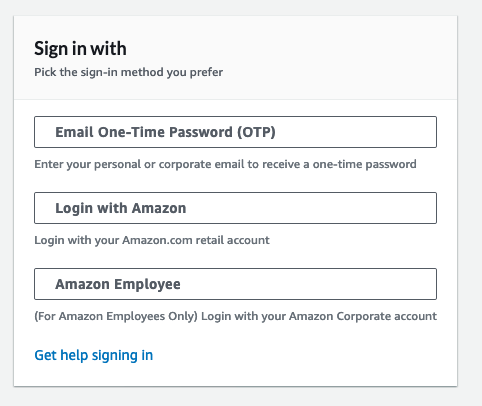 Sign in with
Pick the sign-in method you prefer
Email One-Time Password (OTP)
Enter your personal or corporate email to receive a one-time password
Login with Amazon
Login with your Amazon.com retail account
Amazon Employee
(For Amazon Employees Only) Login with your Amazon Corporate account
Get help signing in